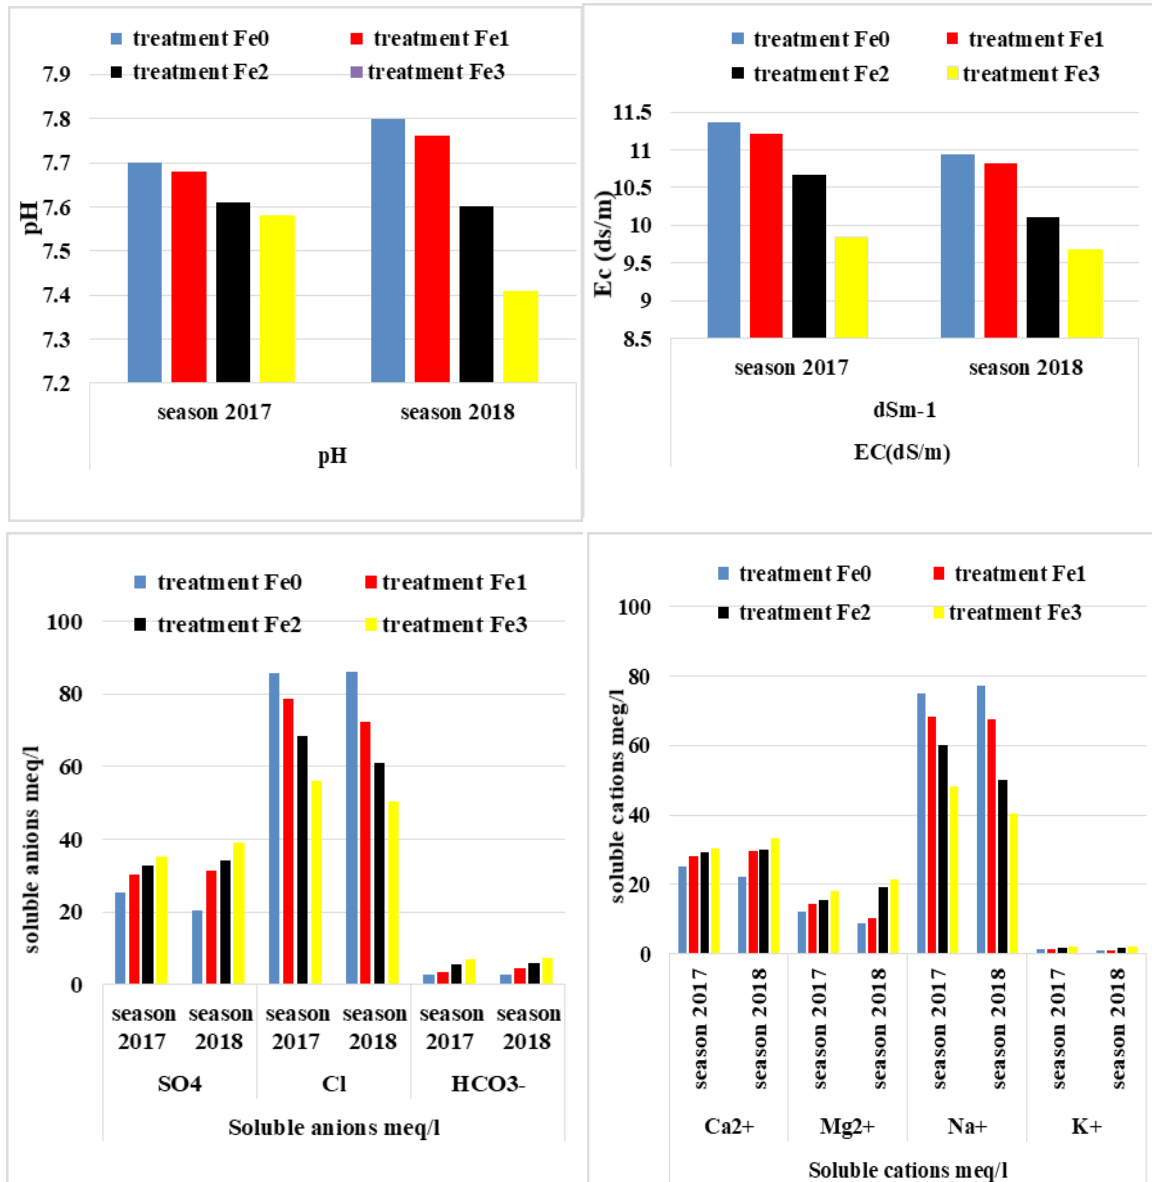 treatment Fe0 treatment Fe1
treatment Fe2 treatment Fe3
7.9
7.8
7.7
7.6
7.5
7.4
7.3
7.2
pH
season 2017 season 2018
pH
treatment Fe0 treatment Fe1
treatment Fe2 treatment Fe3
11.5
11
10.5
10
9.5
9
8.5
Ec (ds/m)
season 2017 season 2018
dSm-1
EC(dS/m)
treatment Fe0 treatment Fe1
treatment Fe2 treatment Fe3
100
80
60
40
20
0
soluble anions meq/l
season 2017 season 2018 season 2017 season 2018 season 2017 season 2018
SO4 Cl HCO3-
Soluble anions meq/l
treatment Fe0 treatment Fe1
treatment Fe2 treatment Fe3
100
80
60
40
20
0
soluble cations meg/l
season 2017 season 2018 season 2017 season 2018 season 2017 season 2018 season 2017 season 2018
Ca2+ Mg2+ Na+ K+
Soluble cations meq/l